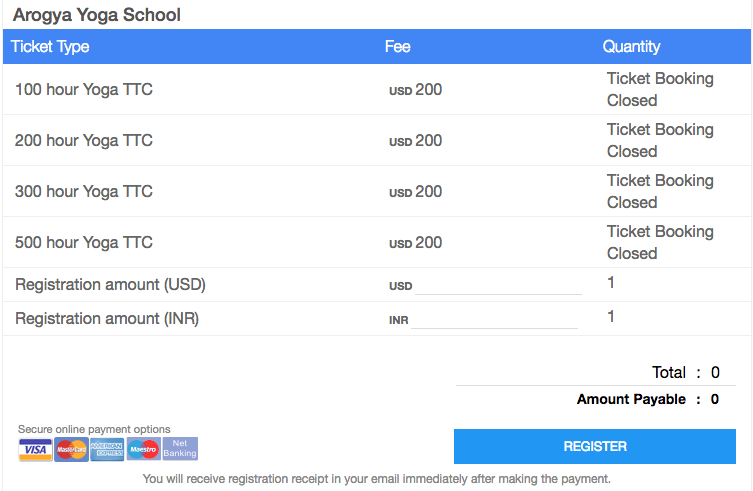 Arogya Yoga School
Ticket Type Fee Quantity
100 hour Yoga TTC USD 200 Ticket Booking Closed
200 hour Yoga TTC USD 200 Ticket Booking Closed
300 hour Yoga TTC USD 200 Ticket Booking Closed
500 hour Yoga TTC USD 200 Ticket Booking Closed
Registration amount (USD) USD 1
Registration amount (INR) INR 1
Total : 0
Amount Payable : 0
Secure online payment options
VISA MasterCard AMERICAN EXPRESS Maestro Net Banking
REGISTER
You will receive registration receipt in your email immediately after making the payment.